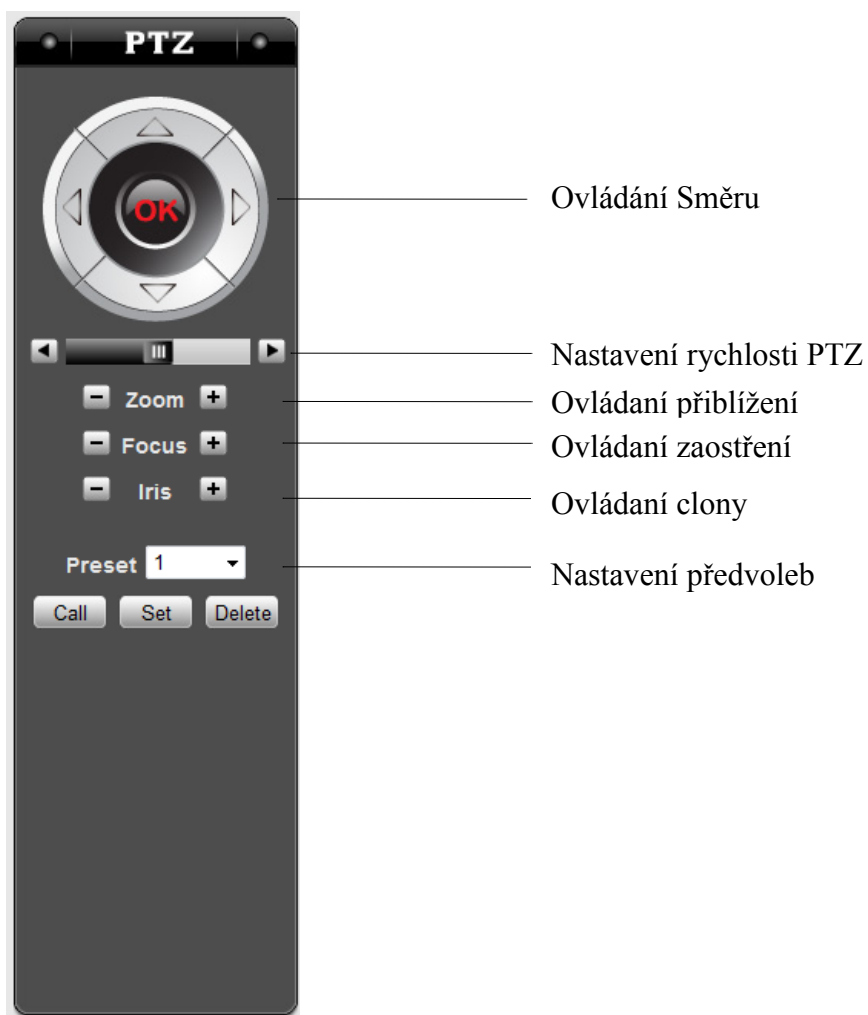 PTZ
OK
Ovládání Směru
Nastavení rychlosti PTZ
- Zoom +
Ovládaní přiblížení
- Focus +
Ovládaní zaostření
- Iris +
Ovládaní clony
Preset 1
Nastavení předvoleb
Call Set Delete